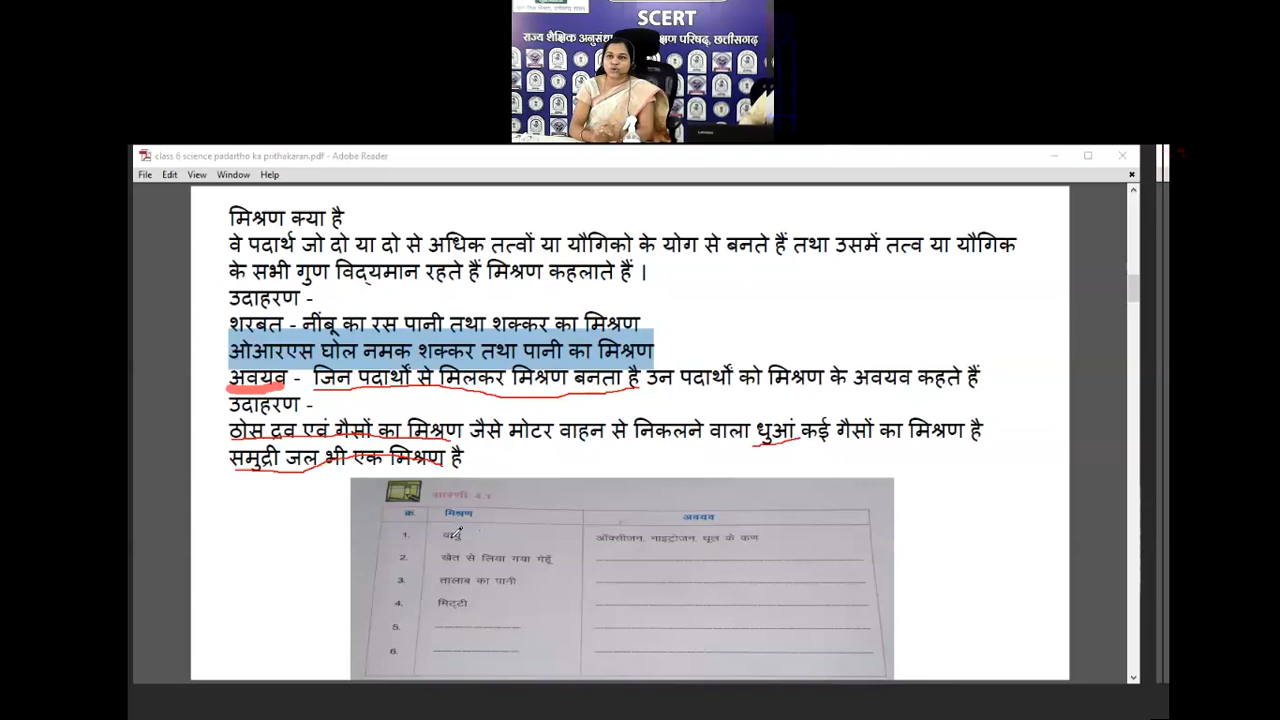 SCERT
राज्य शैक्षिक अनुसंधा क्षण परिषद्, छत्तीसगढ़
Lenovo
class 6 science padartho ka prithakaran.pdf - Adobe Reader
File Edit View Window Help
मिश्रण क्या है
वे पदार्थ जो दो या दो से अधिक तत्वों या यौगिको के योग से बनते हैं तथा उसमें तत्व या यौगिक
के सभी गुण विद्यमान रहते हैं मिश्रण कहलाते हैं ।
उदाहरण -
शरबत - नींबू का रस पानी तथा शक्कर का मिश्रण
ओआरएस घोल नमक शक्कर तथा पानी का मिश्रण
अवयव - जिन पदार्थों से मिलकर मिश्रण बनता है उन पदार्थों को मिश्रण के अवयव कहते हैं
उदाहरण -
ठोस द्रव एवं गैसों का मिश्रण जैसे मोटर वाहन से निकलने वाला धुआं कई गैसों का मिश्रण है
समुद्री जल भी एक मिश्रण है
सारणी 4.1
क्र. मिश्रण अवयव
1. वायु ऑक्सीजन, नाइट्रोजन, धूल के कण
2. खेत से लिया गया गेहूँ
3. तालाब का पानी
4. मिट्टी
5.
6.